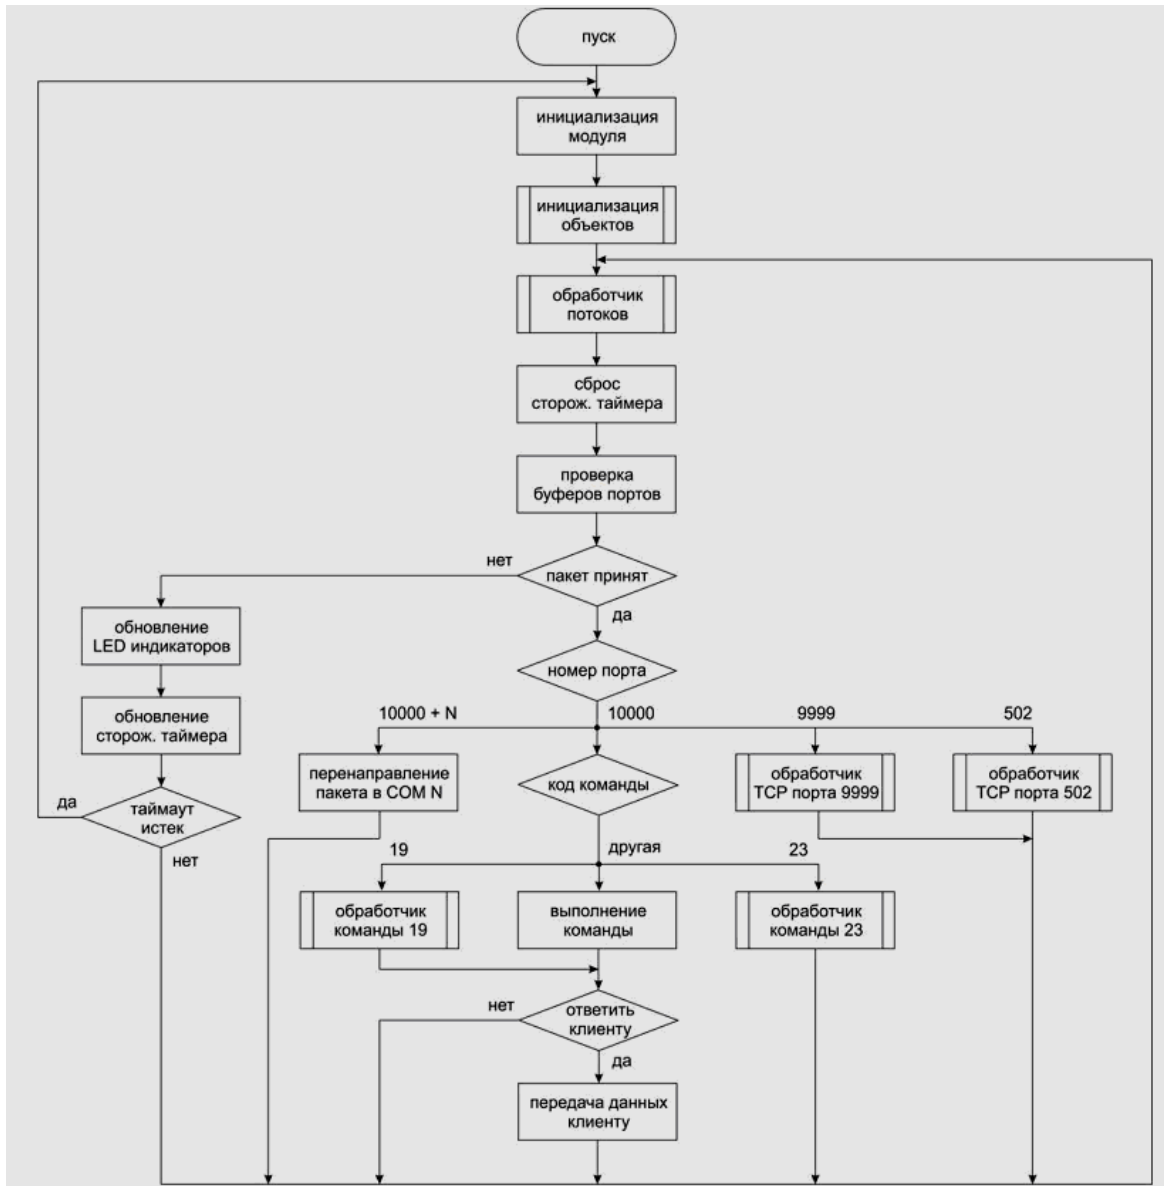 пуск
инициализация
модуля
инициализация
объектов
обработчик
потоков
сброс
сторож. таймера
проверка
буферов портов
нет
пакет принят
да
обновление
LED индикаторов
номер порта
обновление
сторож. таймера
10000 + N
10000
9999
502
перенаправление
пакета в COM N
код команды
обработчик
TCP порта 9999
обработчик
TCP порта 502
да
таймаут
истек
нет
19
другая
23
обработчик
команды 19
выполнение
команды
обработчик
команды 23
нет
ответить
клиенту
да
передача данных
клиенту